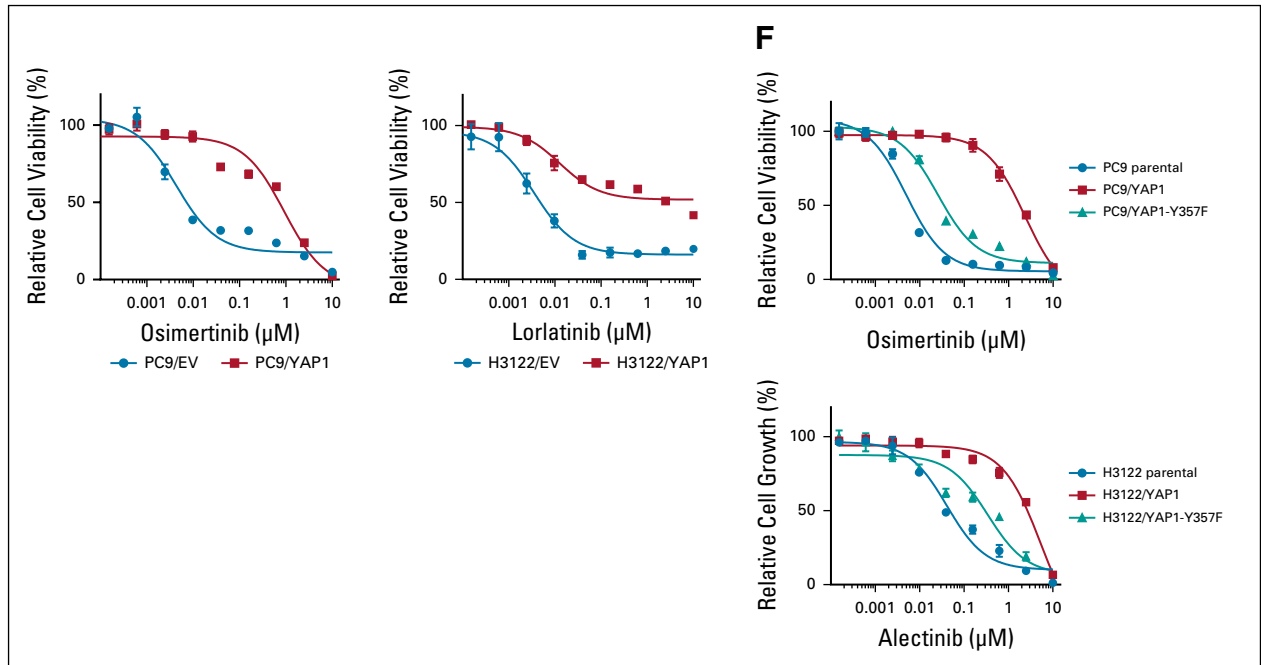 F
Relative Cell Viability (%)
100
50
0
0.001 0.01 0.1 1 10
Osimertinib (µM)
PC9/EV PC9/YAP1
Relative Cell Viability (%)
100
50
0
0.001 0.01 0.1 1 10
Lorlatinib (µM)
H3122/EV H3122/YAP1
Relative Cell Viability (%)
100
50
0
0.001 0.01 0.1 1 10
Osimertinib (µM)
PC9 parental
PC9/YAP1
PC9/YAP1-Y357F
Relative Cell Growth (%)
100
50
0
0.001 0.01 0.1 1 10
Alectinib (µM)
H3122 parental
H3122/YAP1
H3122/YAP1-Y357F